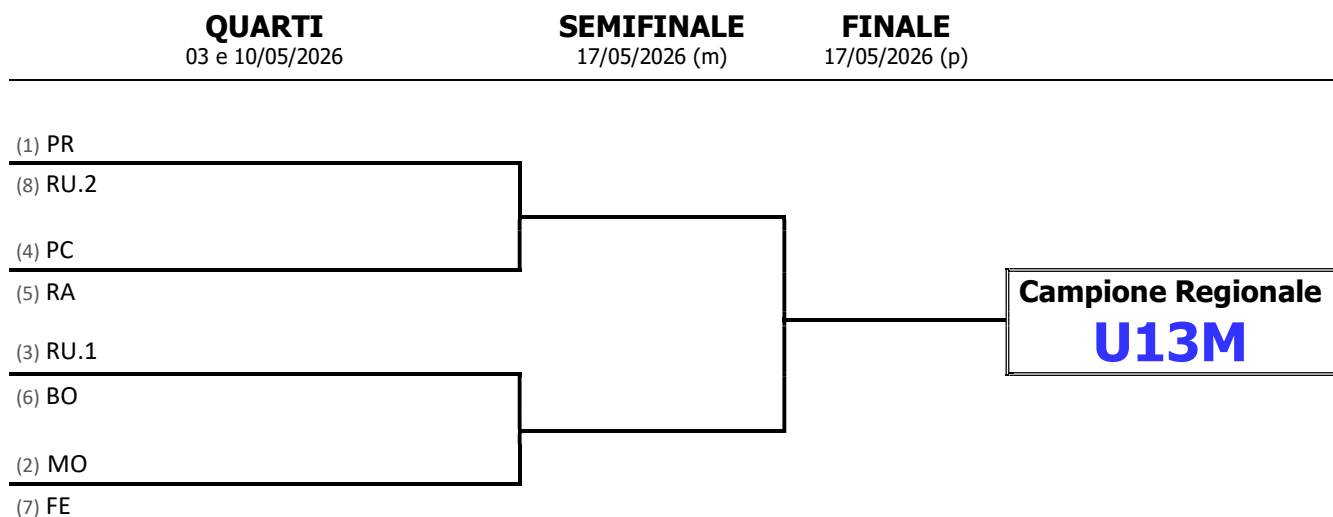 QUARTI SEMIFINALE FINALE
03 e 10/05/2026 17/05/2026 (m) 17/05/2026 (p)
(1) PR
(8) RU.2
(4) PC
(5) RA
Campione Regionale
U13M
(3) RU.1
(6) BO
(2) MO
(7) FE